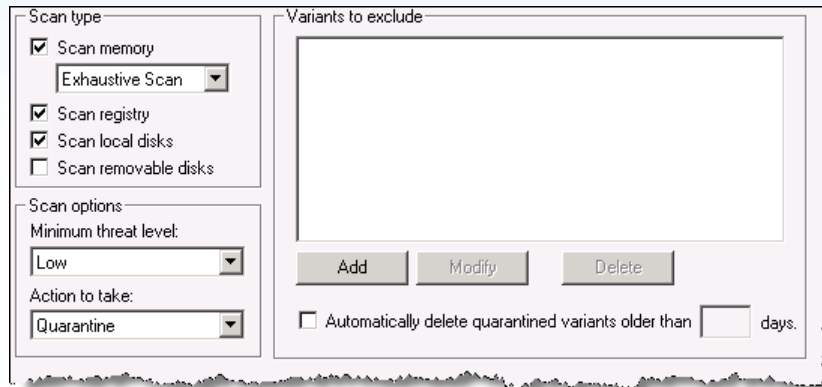 Scan type
Scan memory
Exhaustive Scan
Scan registry
Scan local disks
Scan removable disks
Scan options
Minimum threat level:
Low
Action to take:
Quarantine
Variants to exclude
Add Modify Delete
Automatically delete quarantined variants older than days.